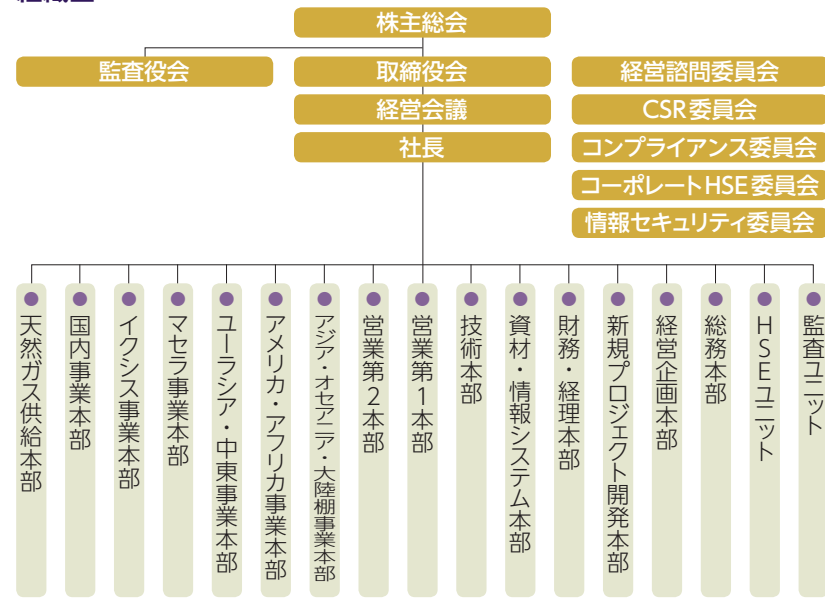 株主総会
監査役会
取締役会
経営諮問委員会
経営会議
CSR委員会
社長
コンプライアンス委員会
コーポレートHSE委員会
情報セキュリティ委員会
監査ユニット
HSEユニット
総務本部
経営企画本部
新規プロジェクト開発本部
財務・経理本部
資材・情報システム本部
技術本部
営業第1本部
営業第2本部
アジア・オセアニア・大陸棚事業本部
アメリカ・アフリカ事業本部
ユーラシア・中東事業本部
マセラ事業本部
イクシス事業本部
国内事業本部
天然ガス供給本部